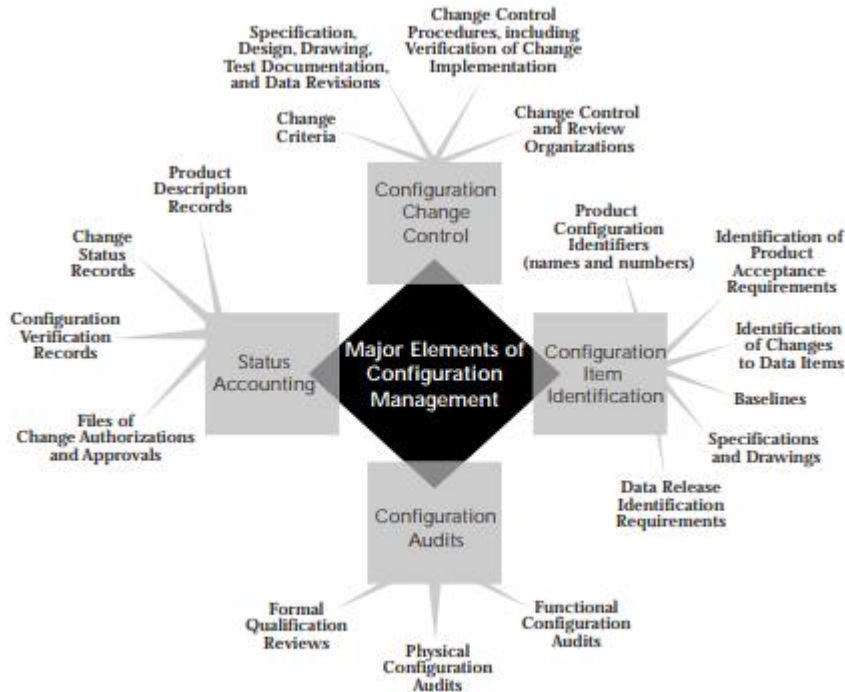 Change Control
Procedures, including
Verification of Change
Implementation
Specification,
Design, Drawing,
Test Documentation,
and Data Revisions
Change
Criteria
Change Control
and Review
Organizations
Configuration
Change
Control
Product
Description
Records
Change
Status
Records
Configuration
Verification
Records
Files of
Change Authorizations
and Approvals
Status
Accounting
Major Elements of
Configuration
Management
Product
Configuration
Identifiers
(names and numbers)
Identification of
Product
Acceptance
Requirements
Identification
of Changes
to Data Items
Baselines
Specifications
and Drawings
Data Release
Identification
Requirements
Configuration
Item
Identification
Configuration
Audits
Formal
Qualification
Reviews
Physical
Configuration
Audits
Functional
Configuration
Audits